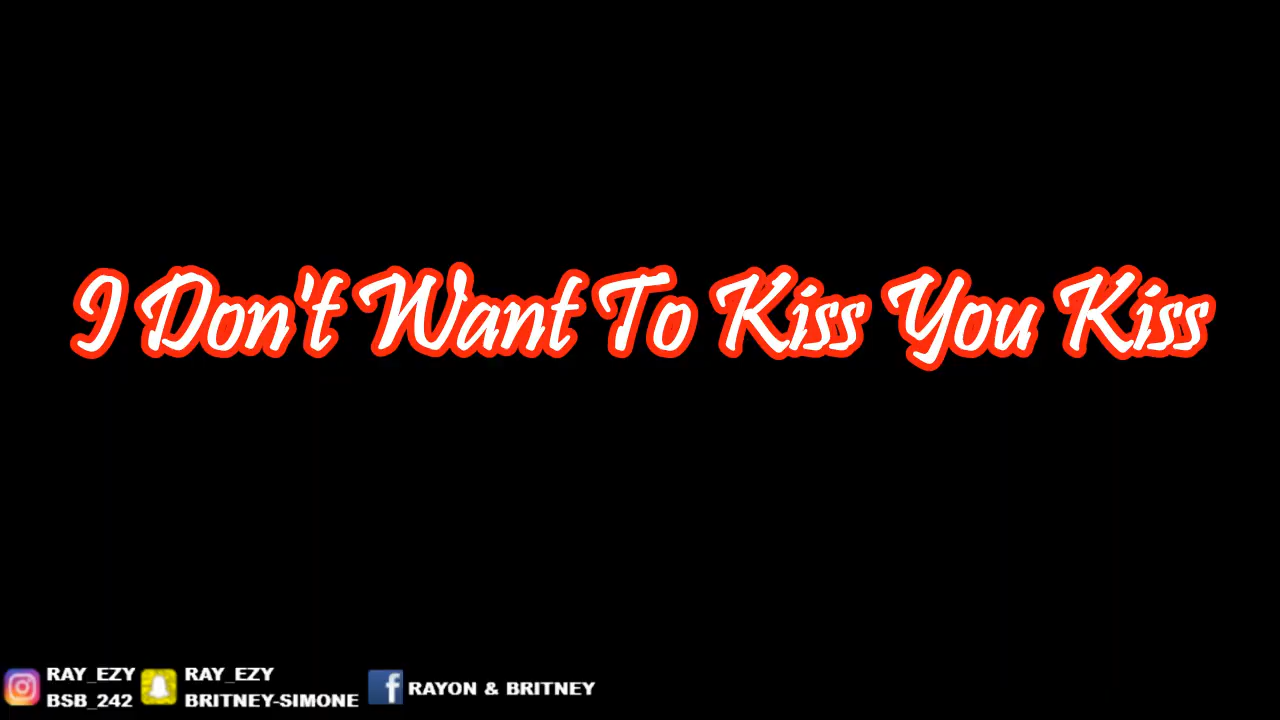 I Don't Want To Kiss You Kiss
RAY_EZY
BSB_242
RAY_EZY
BRITNEY-SIMONE
RAYON & BRITNEY